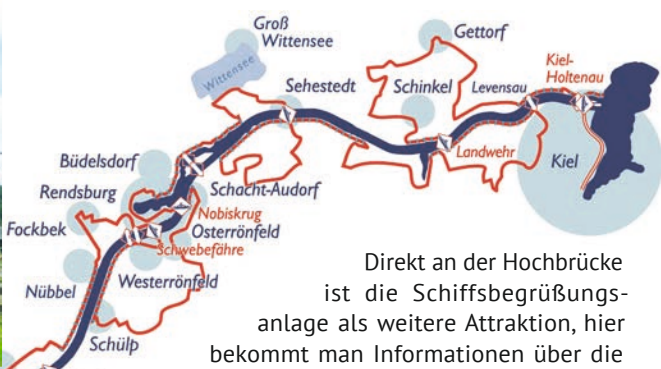 Groß
Wittensee
Wittensee
Gettorf
Kiel-
Holtenau
Sehestedt
Schinkel
Levensau
Landwehr
Kiel
Büdelsdorf
Rendsburg
Schacht-Audorf
Nobiskrug
Fockbek
Osterrönfeld
Schwebefähre
Westerrönfeld
Nübbel
Schülp
Direkt an der Hochbrücke
ist die Schiffsbegrüßungs-
anlage als weitere Attraktion, hier
bekommt man Informationen über die